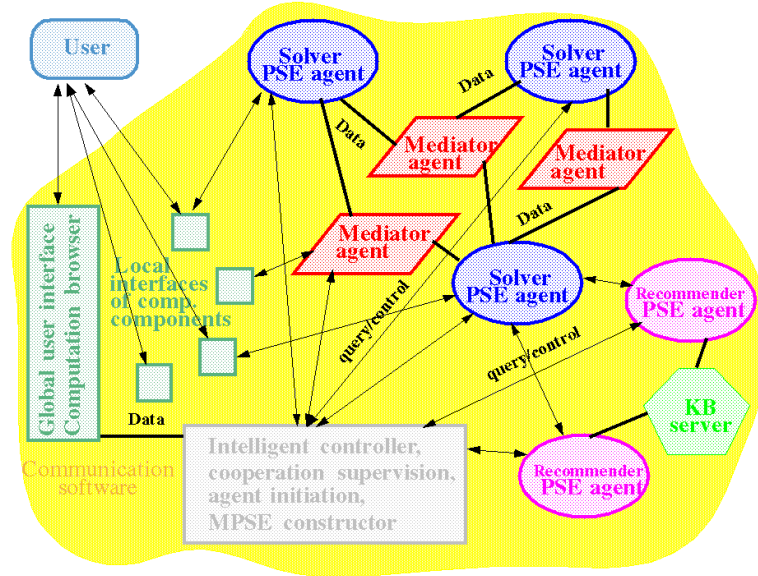 User
Solver
PSE agent
Solver
PSE agent
Data
Data
Mediator
agent
Mediator
agent
Data
Mediator
agent
Local
interfaces
of comp.
components
Solver
PSE agent
Recommender
PSE agent
query/control
query/control
Global user interface
Computation browser
Data
KB
server
Intelligent controller,
cooperation supervision,
agent initiation,
MPSE constructor
Communication
software
Recommender
PSE agent